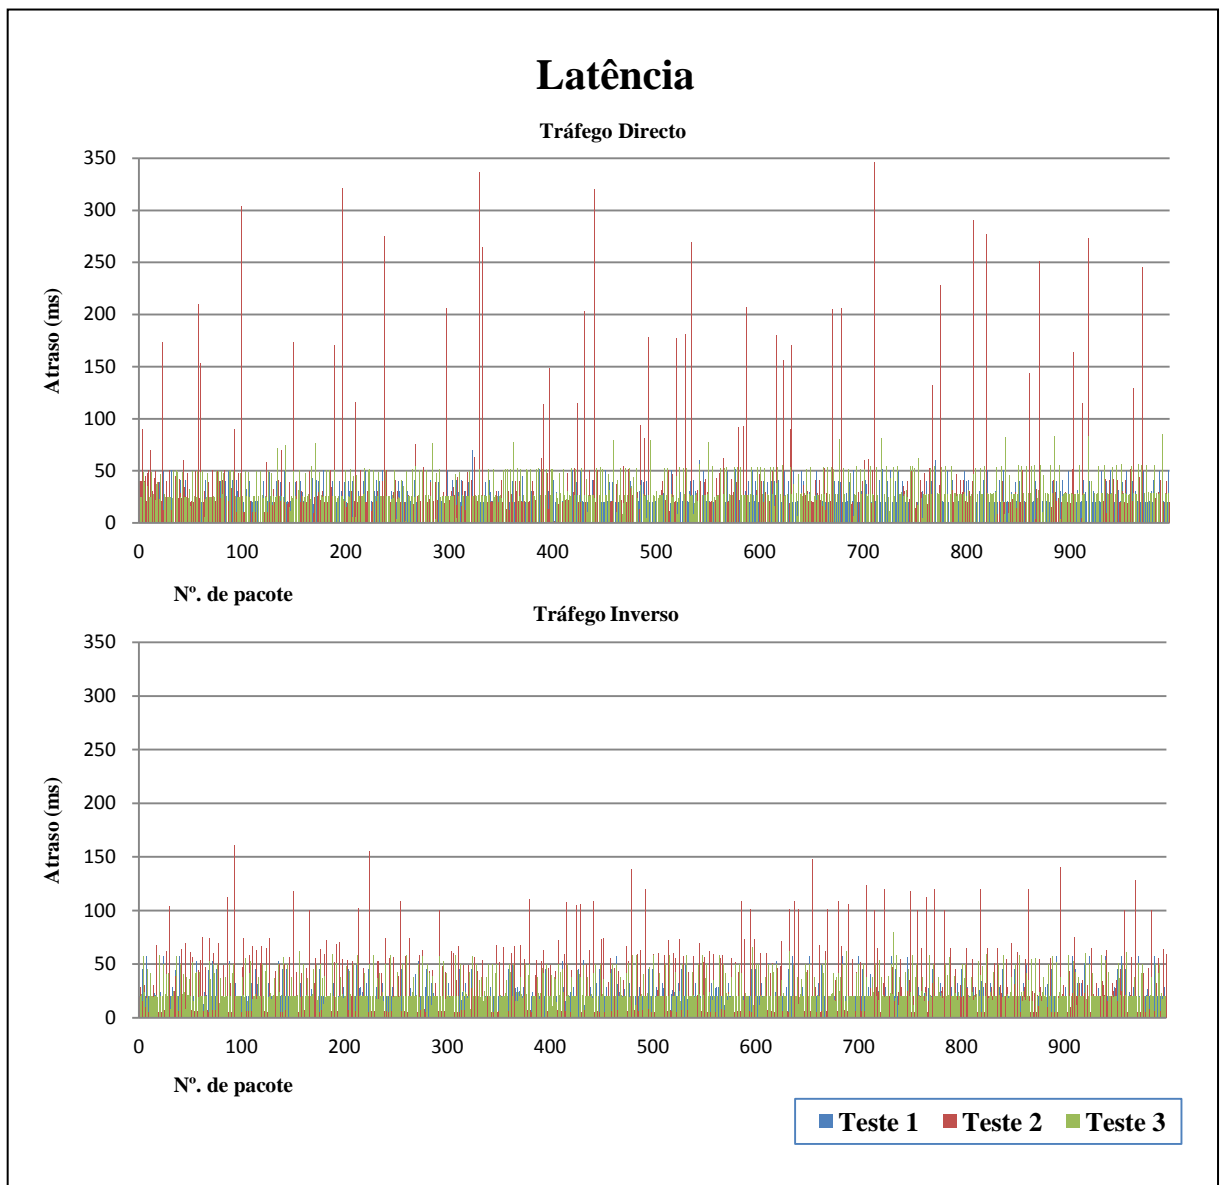 Latência
Tráfego Directo
Atraso (ms)
350
300
250
200
150
100
50
0
0 100 200 300 400 500 600 700 800 900
Nº. de pacote
Tráfego Inverso
Atraso (ms)
350
300
250
200
150
100
50
0
0 100 200 300 400 500 600 700 800 900
Nº. de pacote
Teste 1 Teste 2 Teste 3